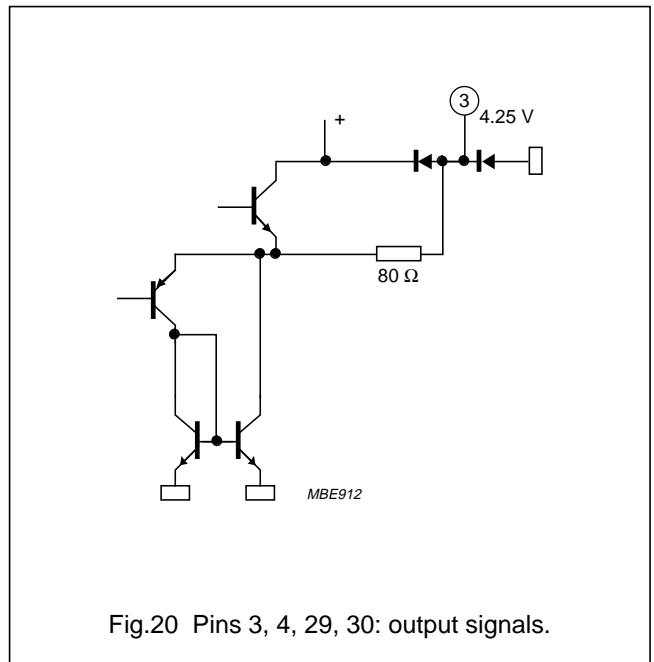 3
4.25 V
+
80 Ω
MBE912
Fig.20 Pins 3, 4, 29, 30: output signals.